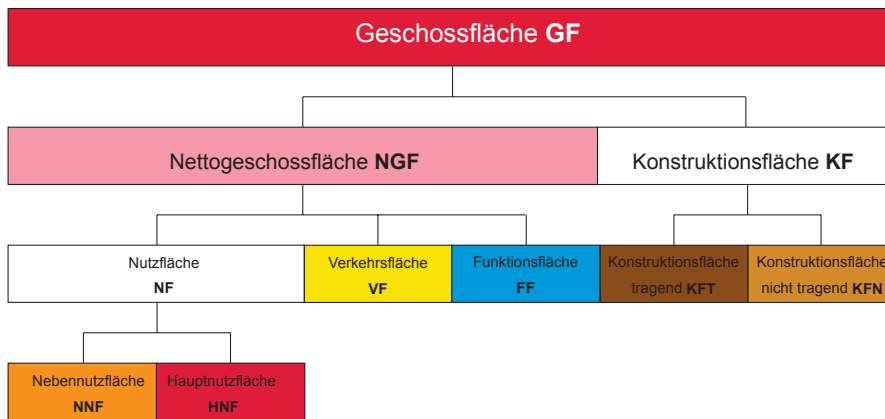 Geschossfläche GF
Nettogeschossfläche NGF
Konstruktionsfläche KF
Nutzfläche
NF
Verkehrsfläche
VF
Funktionsfläche
FF
Konstruktionsfläche
tragend KFT
Konstruktionsfläche
nicht tragend KFN
Nebennutzfläche
NNF
Hauptnutzfläche
HNF